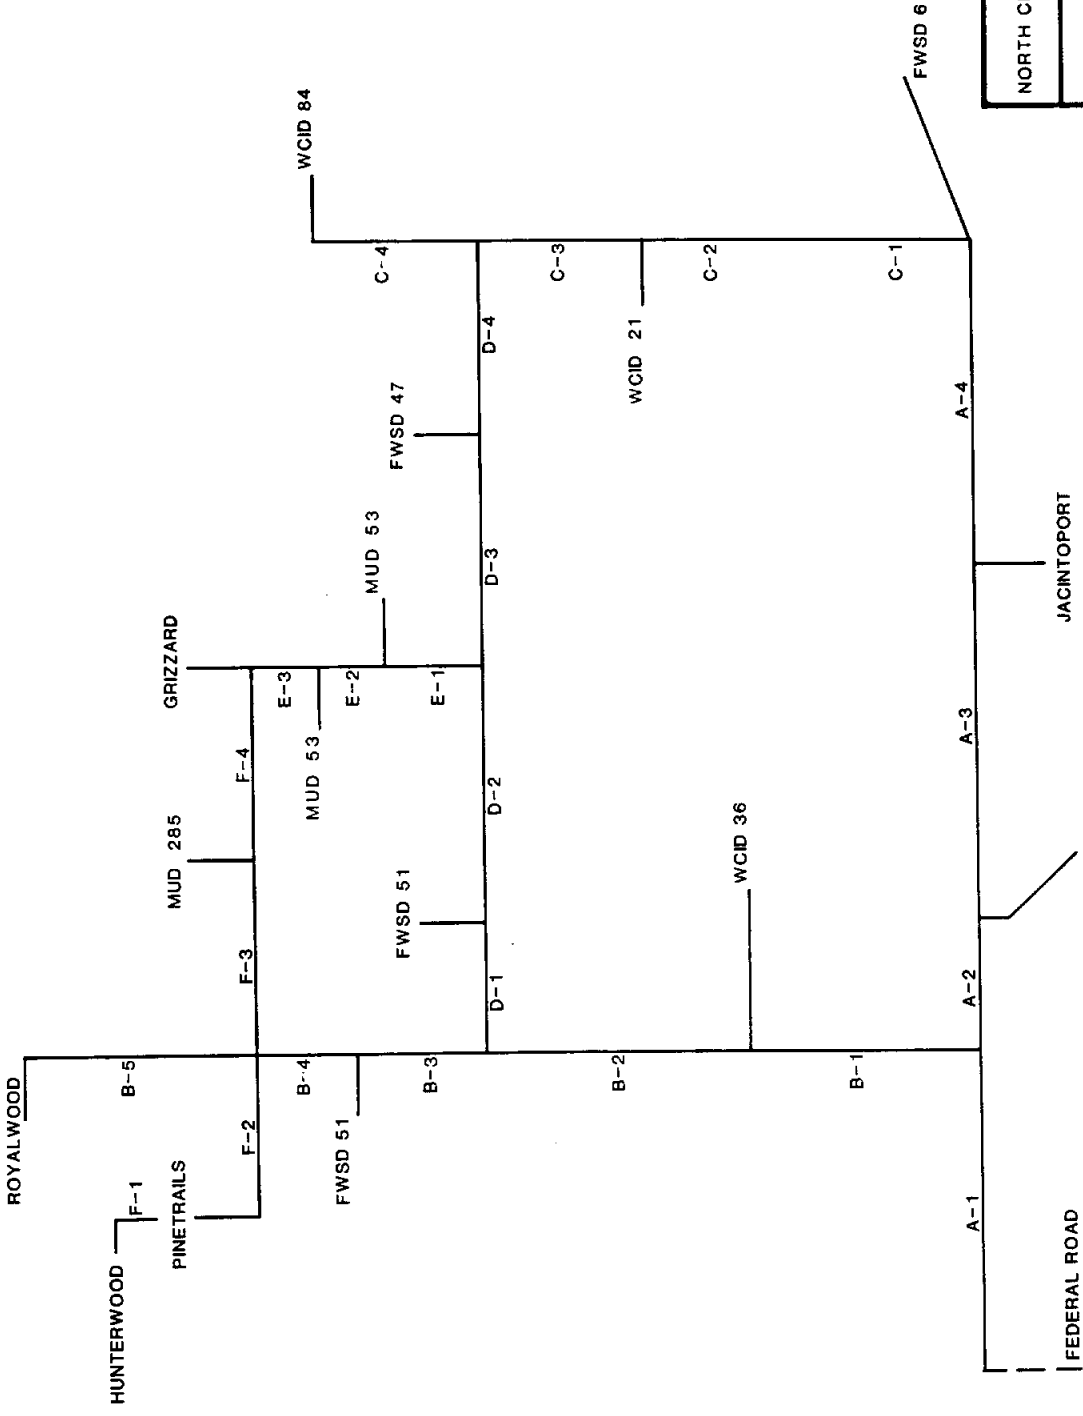 ROYALWOOD
HUNTERWOOD
F-1
PINETRAILS
B-5
F-2
B-4
FWSD 51
B-3
B-2
B-1
F-3
MUD 285
F-4
GRIZZARD
E-3
MUD 53
E-2
E-1
MUD 53
D-1
FWSD 51
D-2
D-3
FWSD 47
D-4
WCID 84
C-4
C-3
WCID 21
C-2
C-1
WCID 36
A-1
A-2
A-3
A-4
FEDERAL ROAD
JACINTOPORT
FWSD 6
NORTH